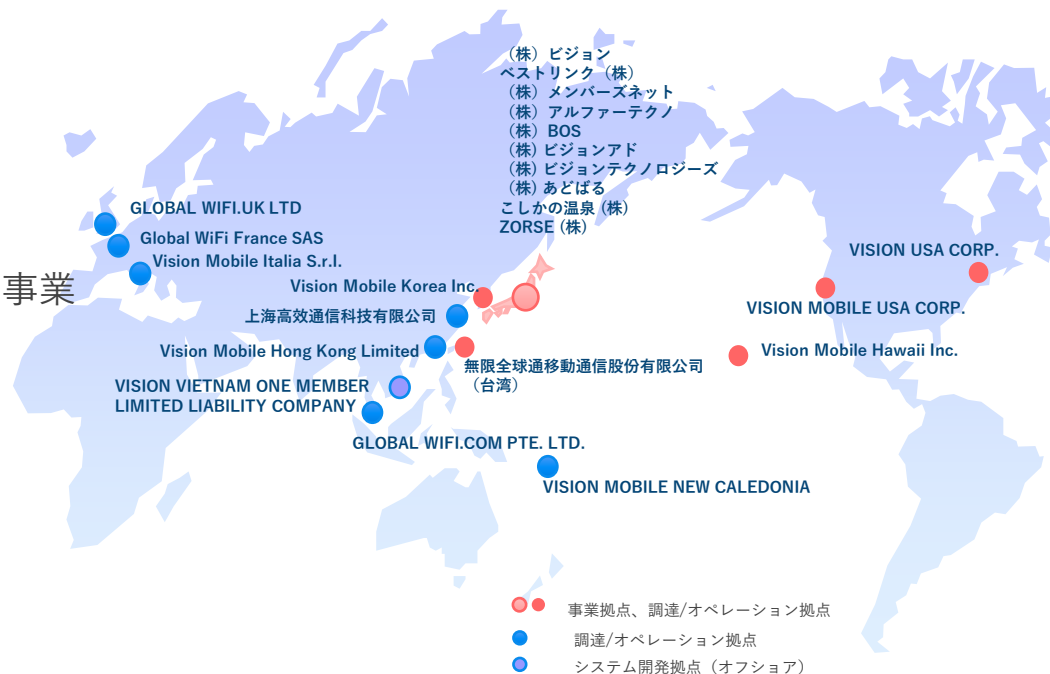 （株）ビジョン
ベストリンク（株）
（株）メンバーズネット
（株）アルファーテクノ
（株）BOS
（株）ビジョンアド
（株）ビジョンテクノロジーズ
（株）あどばる
こしかの温泉（株）
ZORSE（株）
GLOBAL WIFI.UK LTD
Global WiFi France SAS
Vision Mobile Italia S.r.l.
事業
Vision Mobile Korea Inc.
上海高效通信科技有限公司
Vision Mobile Hong Kong Limited
無限全球通移動通信股份有限公司
（台湾）
VISION VIETNAM ONE MEMBER
LIMITED LIABILITY COMPANY
GLOBAL WIFI.COM PTE. LTD.
VISION MOBILE NEW CALEDONIA
VISION USA CORP.
VISION MOBILE USA CORP.
Vision Mobile Hawaii Inc.
事業拠点、調達/オペレーション拠点
調達/オペレーション拠点
システム開発拠点（オフショア）